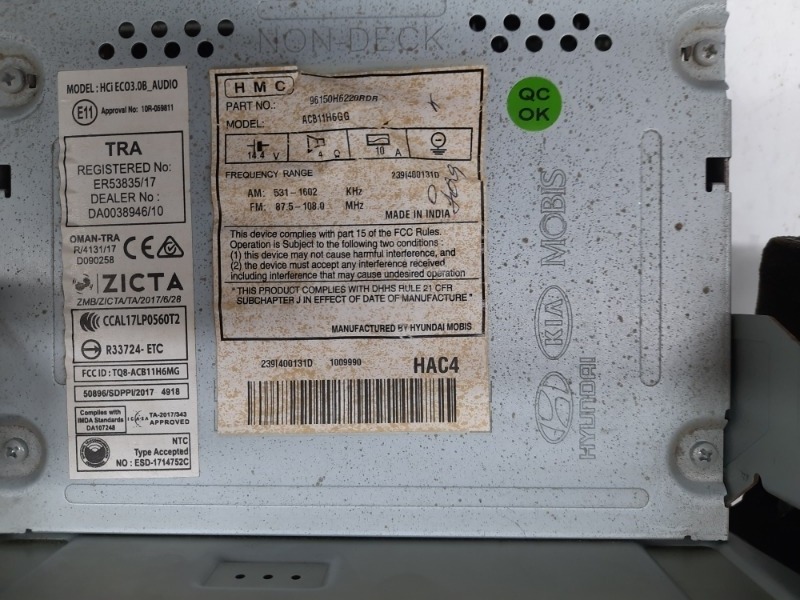 NON-DECK
MODEL: HCi ECO3.0B_AUDIO
E11 Approval No: 10R-059811
TRA
REGISTERED No:
ER53835/17
DEALER No :
DA0038946/10
OMAN-TRA
R/4131/17
D090258
CE
ZICTA
ZMB/ZICTA/TA/2017/6/28
CCAL17LP0560T2
R33724- ETC
FCC ID : TQ8-ACB11H6MG
50896/SDPPI/2017 4918
Complies with
IMDA Standards
DA107248
ICASA TA-2017/343
APPROVED
NTC
Type Accepted
NO : ESD-1714752C
HMC
PART NO.: 96150H6220RDR
MODEL: ACB11H6GG
14.4 V 4 Ω 10 A
FREQUENCY RANGE 239I400131D
AM: 531-1602 KHz
FM: 87.5-108.0 MHz
MADE IN INDIA
This device complies with part 15 of the FCC Rules.
Operation is Subject to the following two conditions :
(1) this device may not cause harmful interference, and
(2) the device must accept any interference received,
including interference that may cause undesired operation
"THIS PRODUCT COMPLIES WITH DHHS RULE 21 CFR
SUBCHAPTER J IN EFFECT OF DATE OF MANUFACTURE"
MANUFACTURED BY HYUNDAI MOBIS
239I400131D 1009990 HAC4
QC
OK
MOBIS
KIA
HYUNDAI